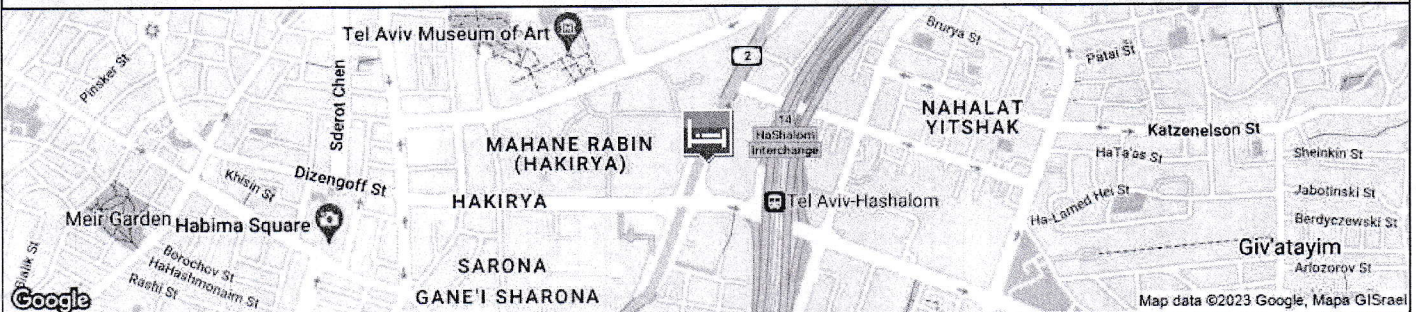 Tel Aviv Museum of Art
2
Brurya St
Patai St
Pinsker St
Sderot Chen
NAHALAT
YITSHAK
14
HaShalom
Interchange
Katzenelson St
MAHANE RABIN
(HAKIRYA)
HaTa'as St
Sheinkin St
Khisin St
Dizengoff St
HAKIRYA
Tel Aviv-Hashalom
Ha-Lamed Hei St
Jabotinski St
Meir Garden
Habima Square
Berdyczewski St
Bialik St
Borochov St
HaHashmonaim St
Rashi St
SARONA
Giv'atayim
Arlozorov St
Google
GANE'I SHARONA
Map data ©2023 Google, Mapa GISrael